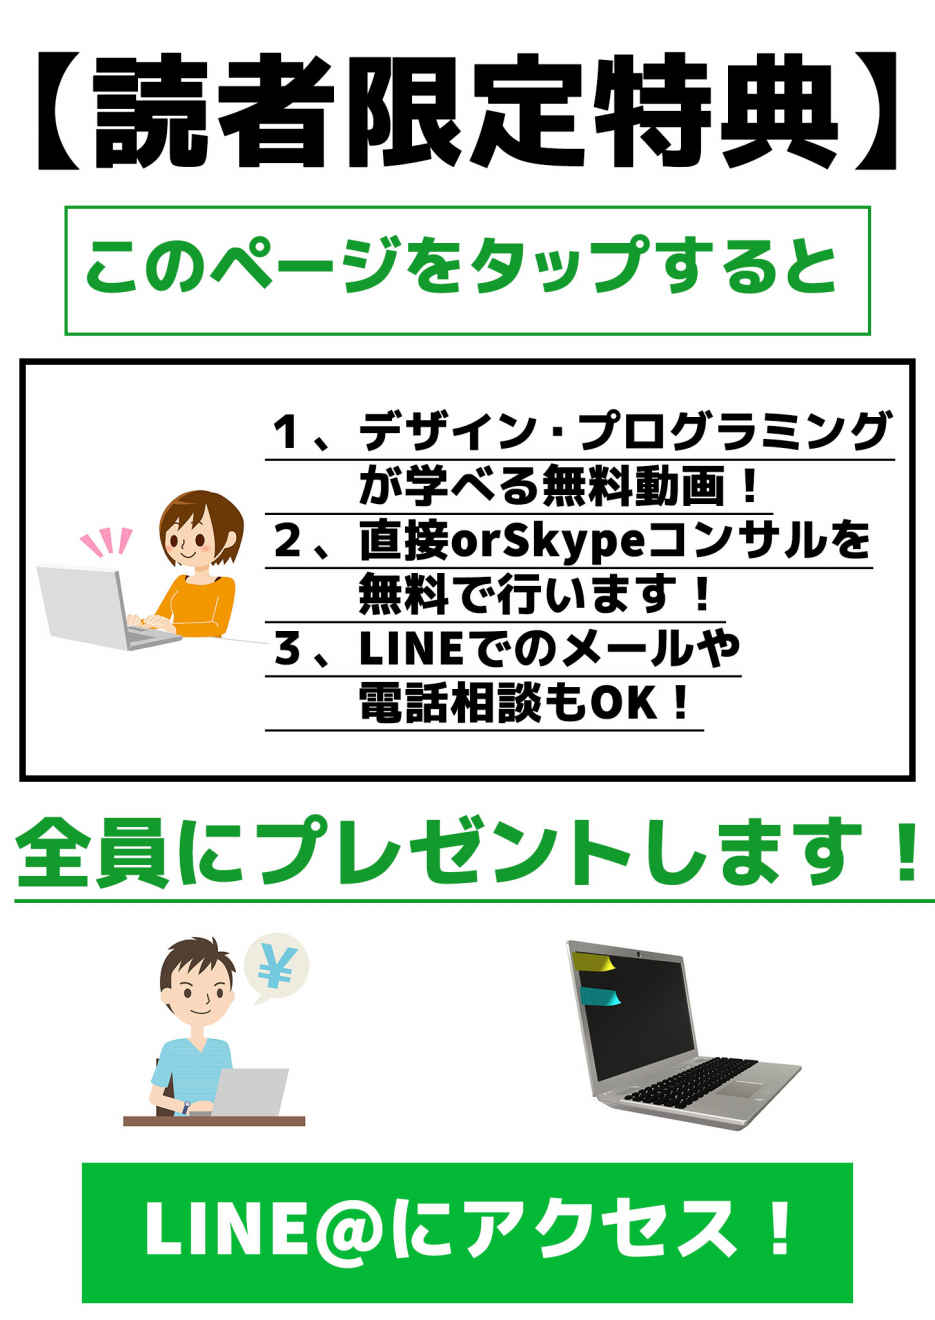 【読者限定特典】
このページをタップすると
１、デザイン・プログラミング
が学べる無料動画！
２、直接orSkypeコンサルを
無料で行います！
３、LINEでのメールや
電話相談もOK！
全員にプレゼントします！
¥
LINE@にアクセス！